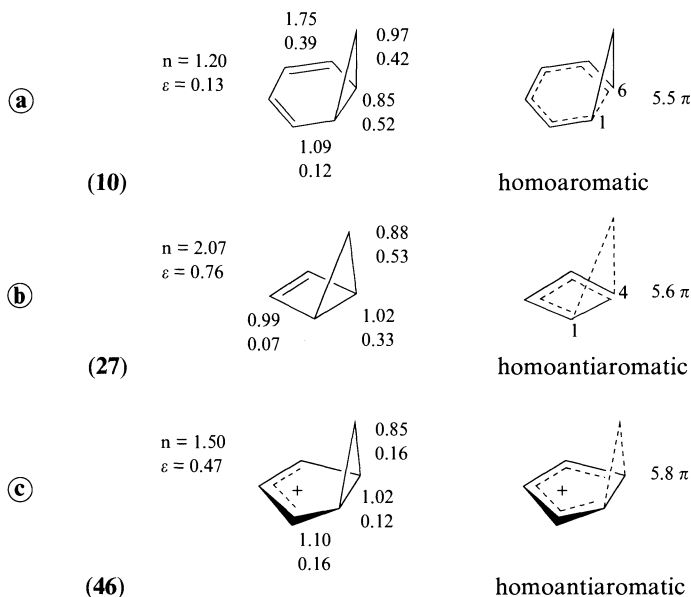 1.75
0.39
n = 1.20
ε = 0.13
0.97
0.42
ⓐ
0.85
0.52
6
1
5.5 π
1.09
0.12
(10)
homoaromatic
n = 2.07
ε = 0.76
0.88
0.53
ⓑ
4
1
5.6 π
0.99
0.07
1.02
0.33
(27)
homoantiaromatic
n = 1.50
ε = 0.47
0.85
0.16
ⓒ
+
1.02
0.12
+
5.8 π
1.10
0.16
(46)
homoantiaromatic